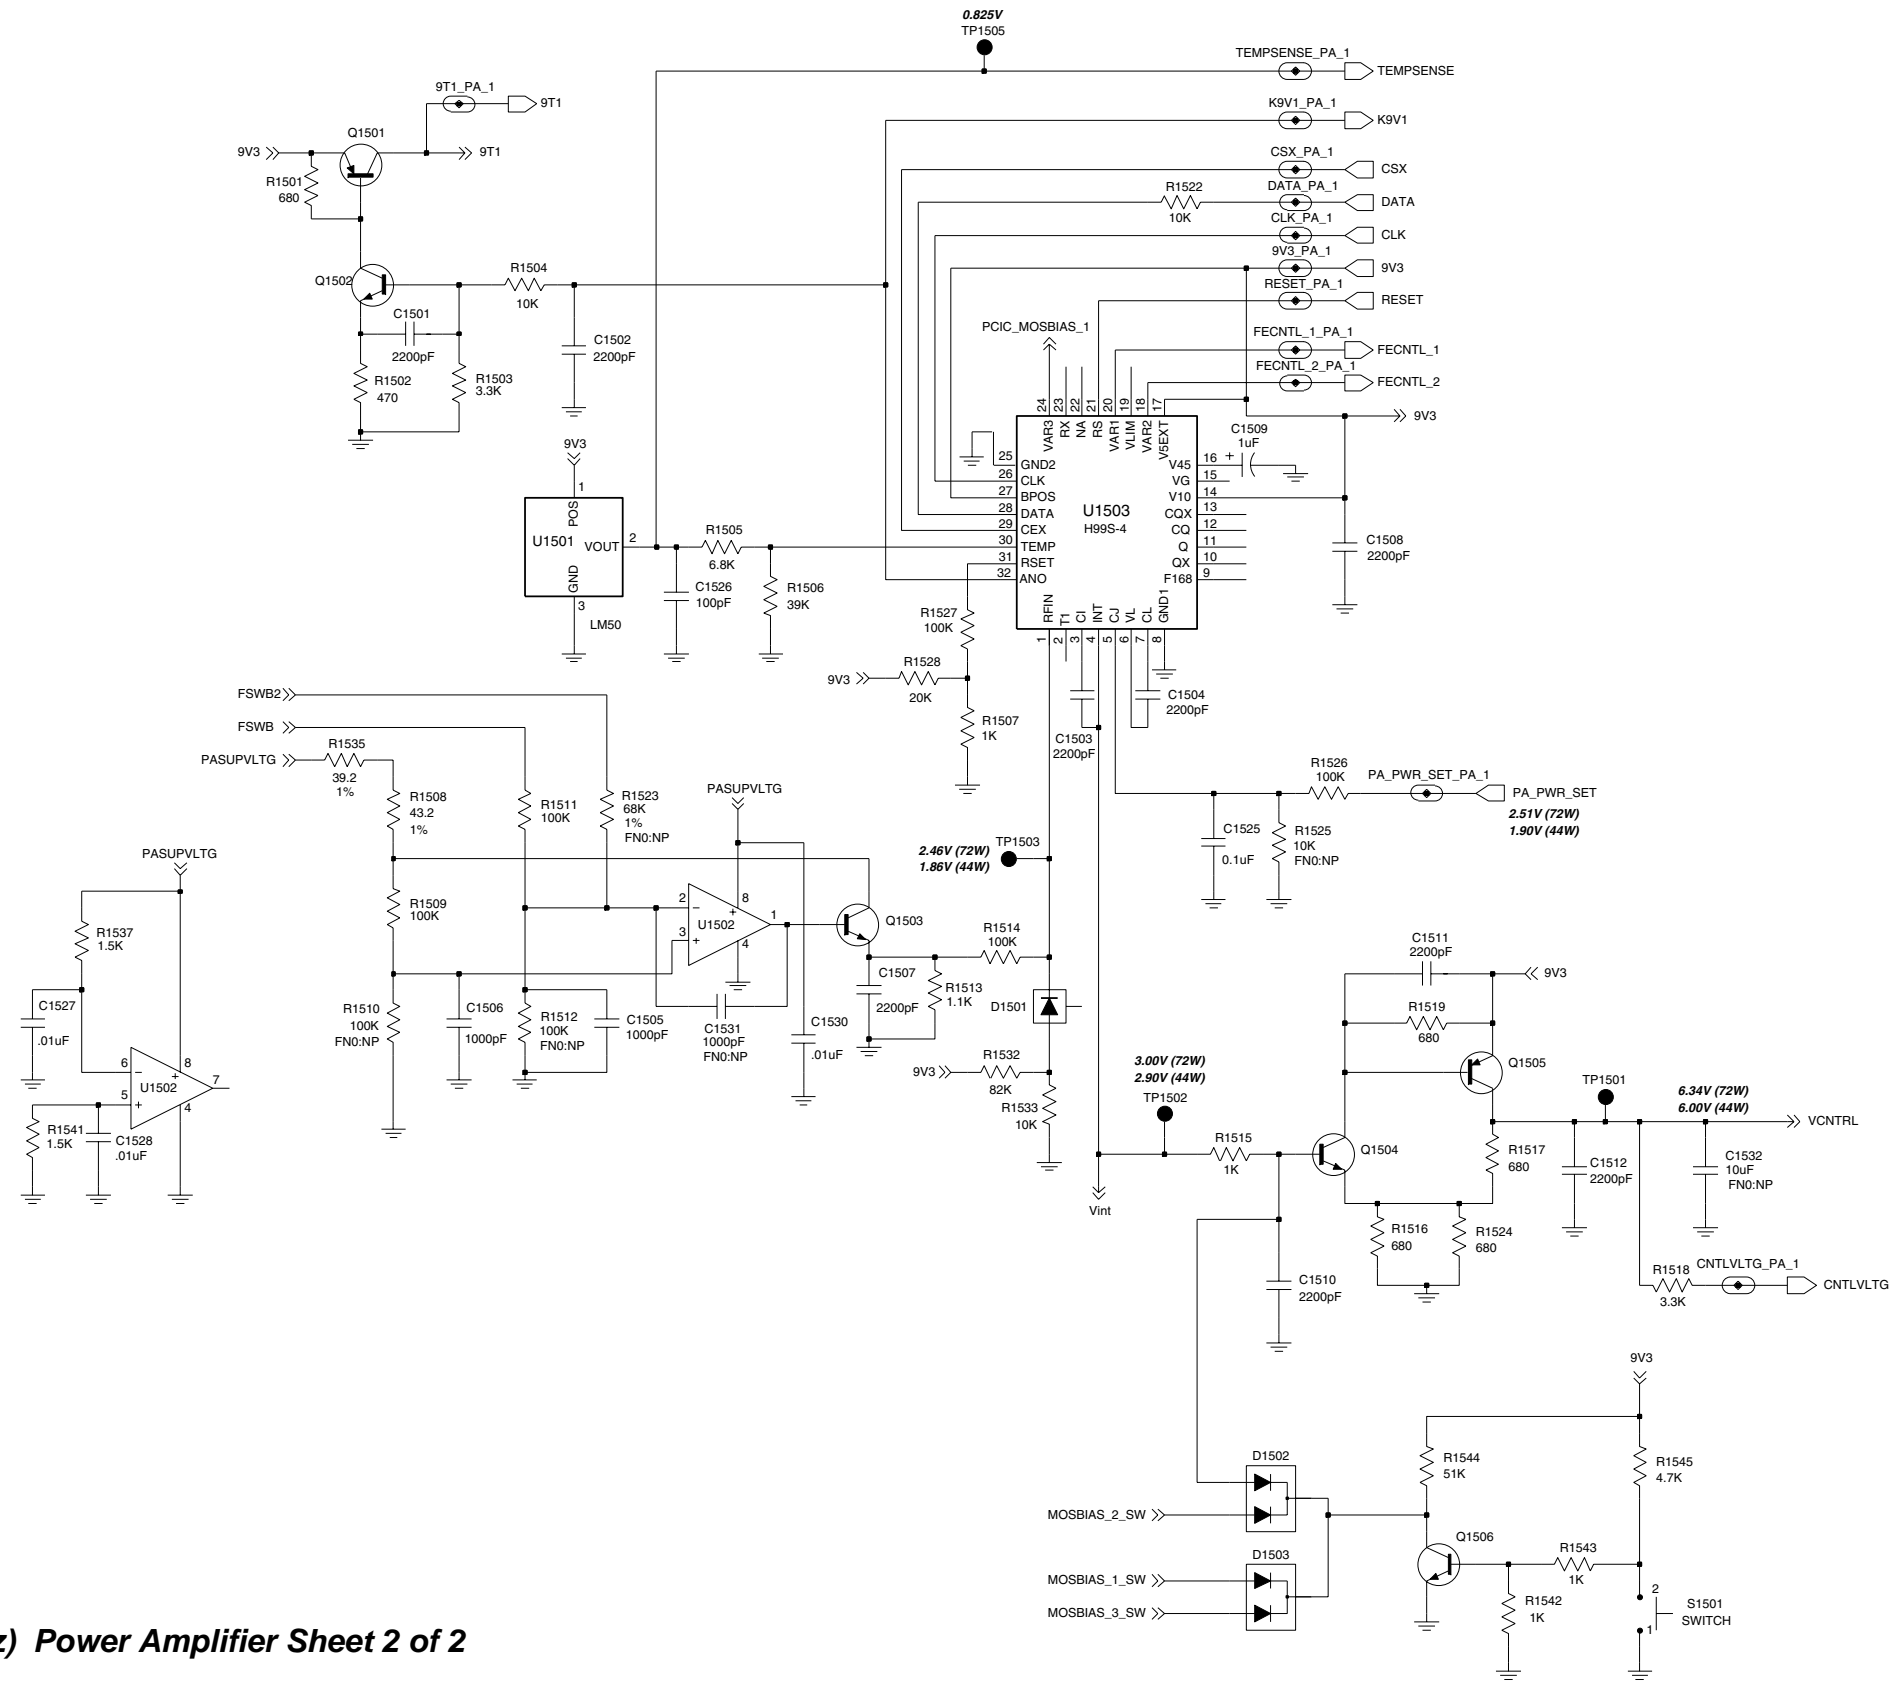 0.825V
TP1505
TEMPSENSE_PA_1
TEMPSENSE
9T1_PA_1
9T1
K9V1_PA_1
K9V1
Q1501
9V3
9T1
R1501
680
CSX_PA_1
CSX
R1522
10K
DATA_PA_1
DATA
CLK_PA_1
CLK
9V3_PA_1
9V3
RESET_PA_1
RESET
Q1502
R1504
10K
C1501
2200pF
C1502
2200pF
R1502
470
R1503
3.3K
PCIC_MOSBIAS_1
FECNTL_1_PA_1
FECNTL_1
FECNTL_2_PA_1
FECNTL_2
9V3
24 23 22 21 20 19 18 17
VAR3 RX NA RS VAR1 VLIM VAR2 V5EXT
C1509
1uF
+
25 GND2
26 CLK
27 BPOS
28 DATA
29 CEX
30 TEMP
31 RSET
32 ANO
U1503
H99S-4
V45 16
VG 15
V10 14
CQX 13
CQ 12
Q 11
QX 10
F168 9
RFIN T1 CI INT CJ VL CL GND1
1 2 3 4 5 6 7 8
C1508
2200pF
9V3
1
POS
U1501
VOUT
2
GND
3
LM50
R1505
6.8K
C1526
100pF
R1506
39K
R1527
100K
9V3
R1528
20K
R1507
1K
C1503
2200pF
C1504
2200pF
FSWB2
FSWB
PASUPVLTG
R1535
39.2
1%
R1508
43.2
1%
R1511
100K
R1523
68K
1%
FN0:NP
PASUPVLTG
R1526
100K
PA_PWR_SET_PA_1
PA_PWR_SET
2.51V (72W)
1.90V (44W)
C1525
0.1uF
R1525
10K
FN0:NP
2.46V (72W)
1.86V (44W)
TP1503
PASUPVLTG
R1537
1.5K
C1527
.01uF
6
5
-
+
+
U1502
8
4
7
R1541
1.5K
C1528
.01uF
R1509
100K
R1510
100K
FN0:NP
C1506
1000pF
R1512
100K
FN0:NP
C1505
1000pF
2
3
-
+
+
U1502
8
4
1
C1531
1000pF
FN0:NP
C1530
.01uF
Q1503
C1507
2200pF
R1513
1.1K
R1514
100K
D1501
9V3
R1532
82K
R1533
10K
3.00V (72W)
2.90V (44W)
TP1502
Vint
R1515
1K
C1511
2200pF
9V3
R1519
680
Q1505
Q1504
TP1501
6.34V (72W)
6.00V (44W)
VCNTRL
R1517
680
C1512
2200pF
C1532
10uF
FN0:NP
R1516
680
R1524
680
C1510
2200pF
R1518
3.3K
CNTLVLTG_PA_1
CNTLVLTG
9V3
R1544
51K
R1545
4.7K
D1502
MOSBIAS_2_SW
D1503
MOSBIAS_1_SW
MOSBIAS_3_SW
Q1506
R1543
1K
R1542
1K
2
1
S1501
SWITCH
z) Power Amplifier Sheet 2 of 2